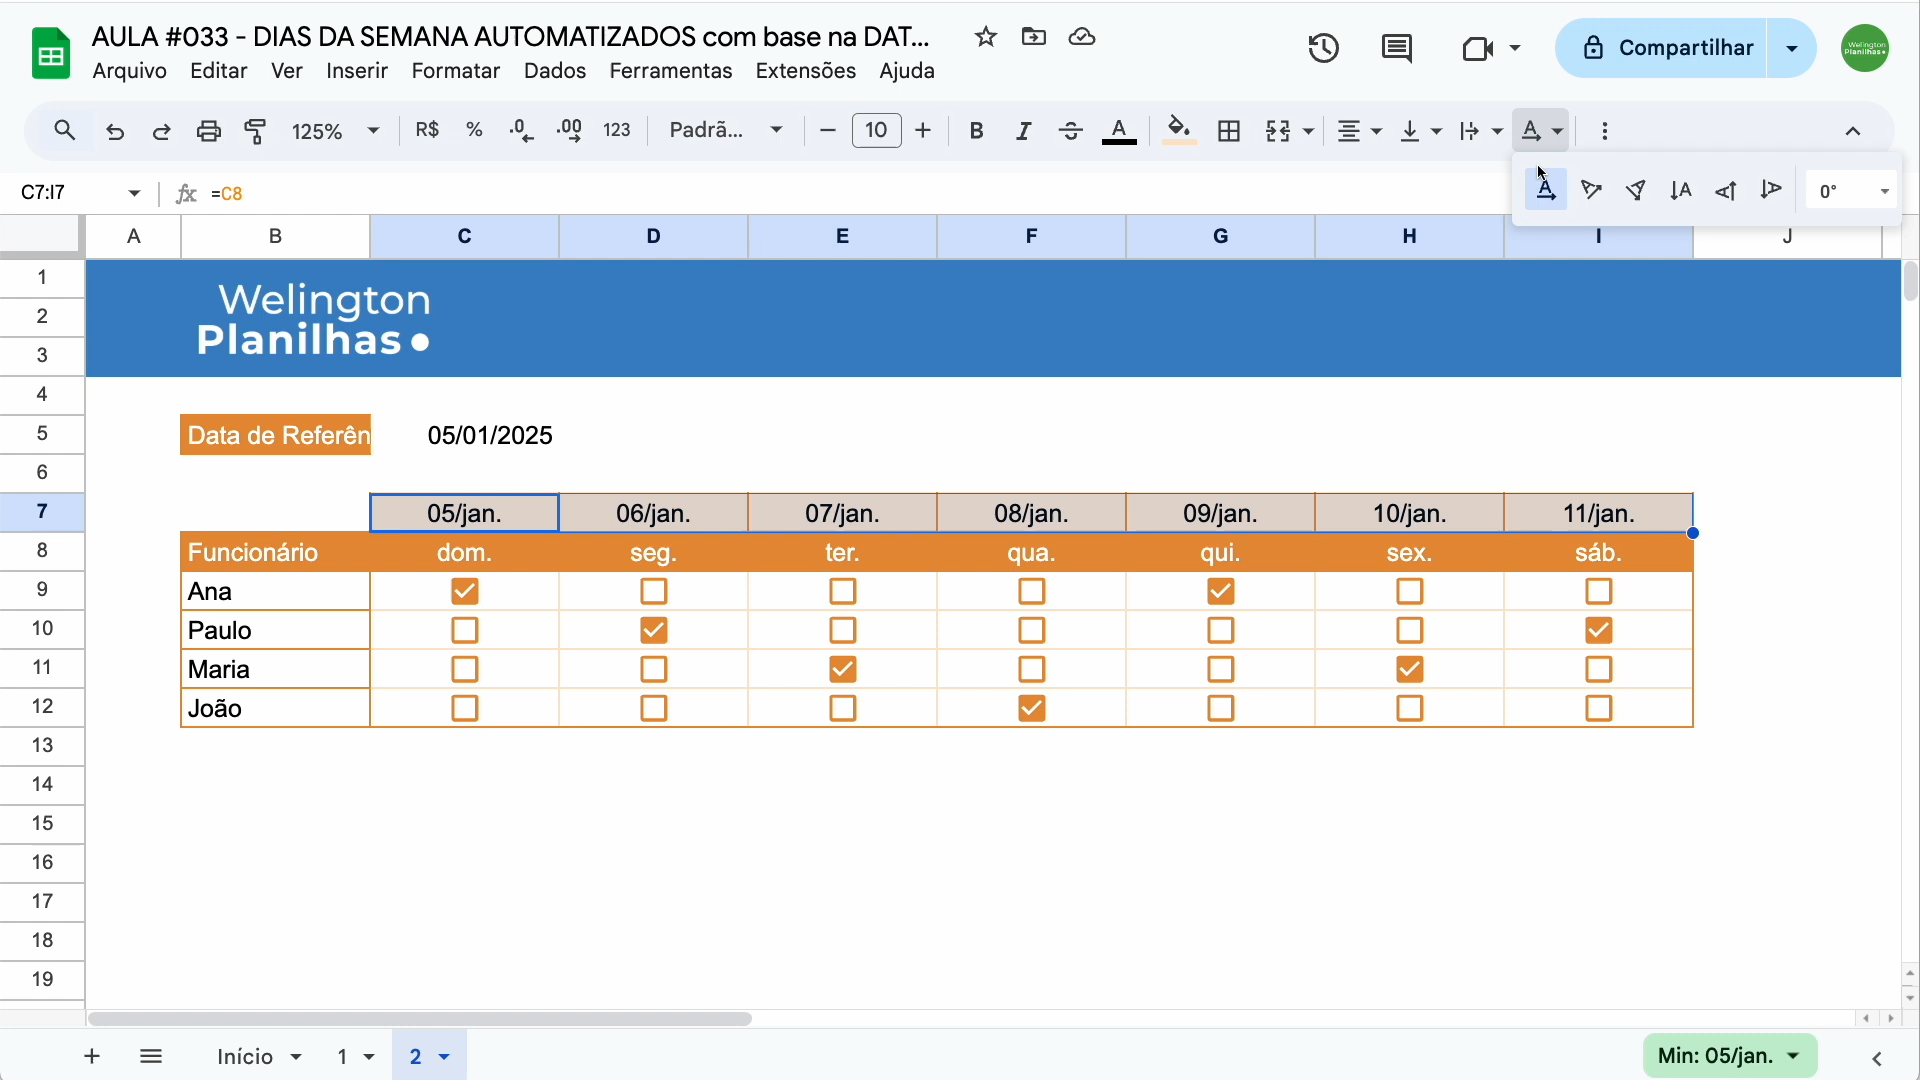 AULA #033 - DIAS DA SEMANA AUTOMATIZADOS com base na DAT...
Arquivo Editar Ver Inserir Formatar Dados Ferramentas Extensões Ajuda
Compartilhar
Welington Planilhas
125% R$ % .0 .00 123 Padrã... 10 B I S A A
C7:I7 fx =C8
A A A A A A 0°
A B C D E F G H I J
1
2
3
Welington
Planilhas
4
5 Data de Referên 05/01/2025
6
7 05/jan. 06/jan. 07/jan. 08/jan. 09/jan. 10/jan. 11/jan.
8 Funcionário dom. seg. ter. qua. qui. sex. sáb.
9 Ana
10 Paulo
11 Maria
12 João
13
14
15
16
17
18
19
Início 1 2 Min: 05/jan.